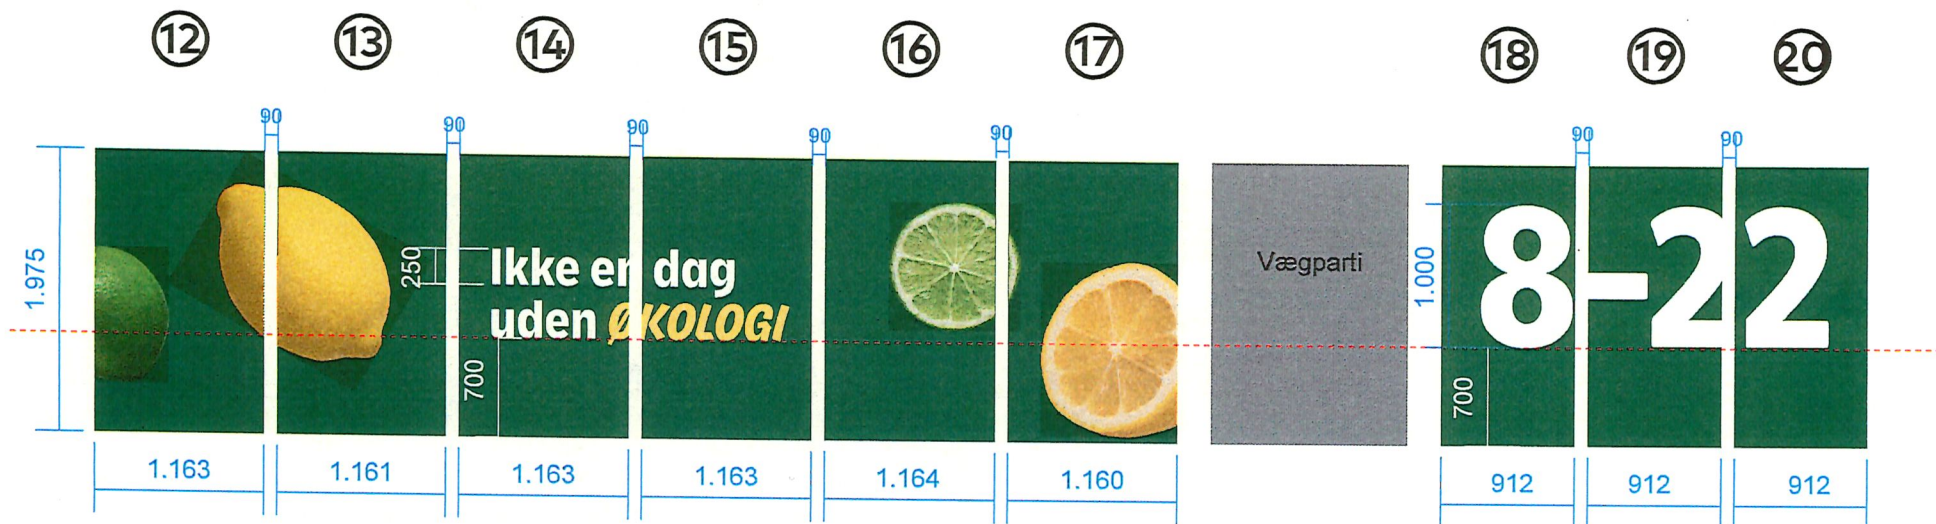 12 13 14 15 16 17 18 19 20
90 90 90 90 90 90 90
1.975
250
Ikke en dag
uden ØKOLOGI
700
Vægparti
1.000
8-22
700
1.163 1.161 1.163 1.163 1.164 1.160 912 912 912